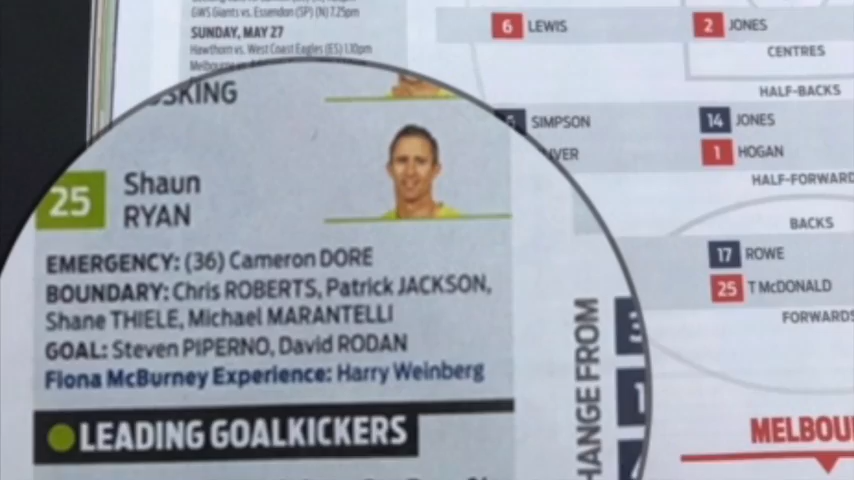 GWS Giants vs. Essendon (SP) (N) 7.25pm
SUNDAY, MAY 27
Hawthorn vs. West Coast Eagles (ES) 1.10pm
25
Shaun
RYAN
EMERGENCY: (36) Cameron DORE
BOUNDARY: Chris ROBERTS, Patrick JACKSON,
Shane THIELE, Michael MARANTELLI
GOAL: Steven PIPERNO, David RODAN
Fiona McBurney Experience: Harry Weinberg
LEADING GOALKICKERS
HANGE FROM
6 LEWIS
2 JONES
CENTRES
HALF-BACKS
SIMPSON
14 JONES
1 HOGAN
HALF-FORWARD
BACKS
17 ROWE
25 T McDONALD
FORWARDS
MELBOU